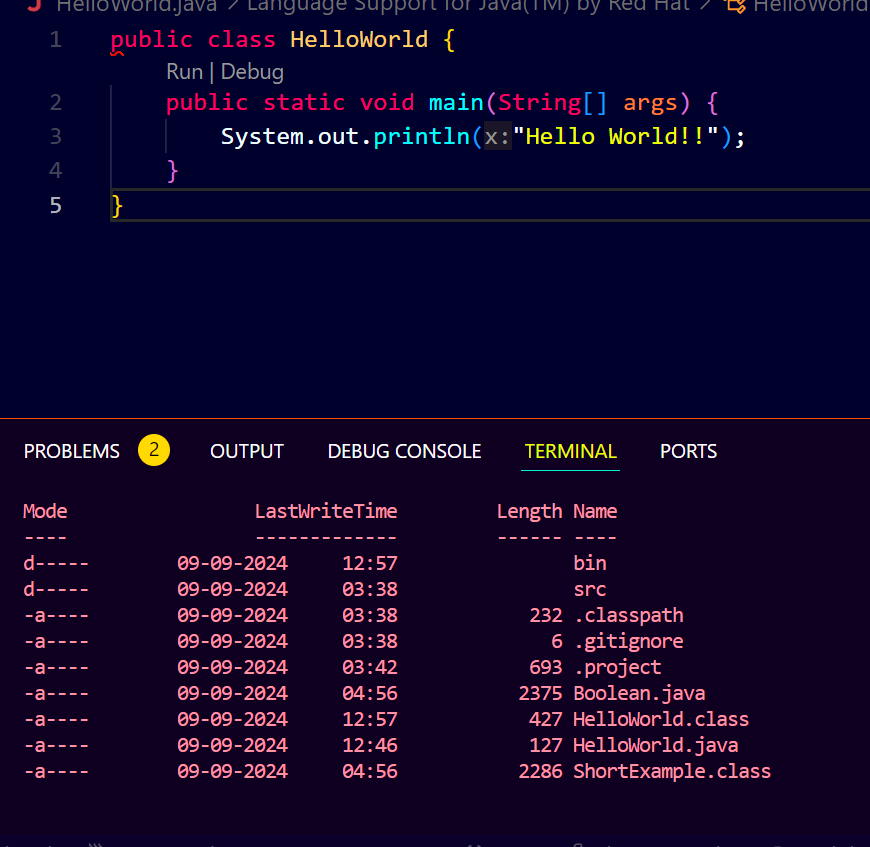 HelloWorld.java > Language Support for Java(TM) by Red Hat > HelloWorld
1 public class HelloWorld {
Run | Debug
2 public static void main(String[] args) {
3 System.out.println(x:"Hello World!!");
4 }
5 }
PROBLEMS 2 OUTPUT DEBUG CONSOLE TERMINAL PORTS
Mode LastWriteTime Length Name
---- ------------- ------ ----
d----- 09-09-2024 12:57 bin
d----- 09-09-2024 03:38 src
-a---- 09-09-2024 03:38 232 .classpath
-a---- 09-09-2024 03:38 6 .gitignore
-a---- 09-09-2024 03:42 693 .project
-a---- 09-09-2024 04:56 2375 Boolean.java
-a---- 09-09-2024 12:57 427 HelloWorld.class
-a---- 09-09-2024 12:46 127 HelloWorld.java
-a---- 09-09-2024 04:56 2286 ShortExample.class